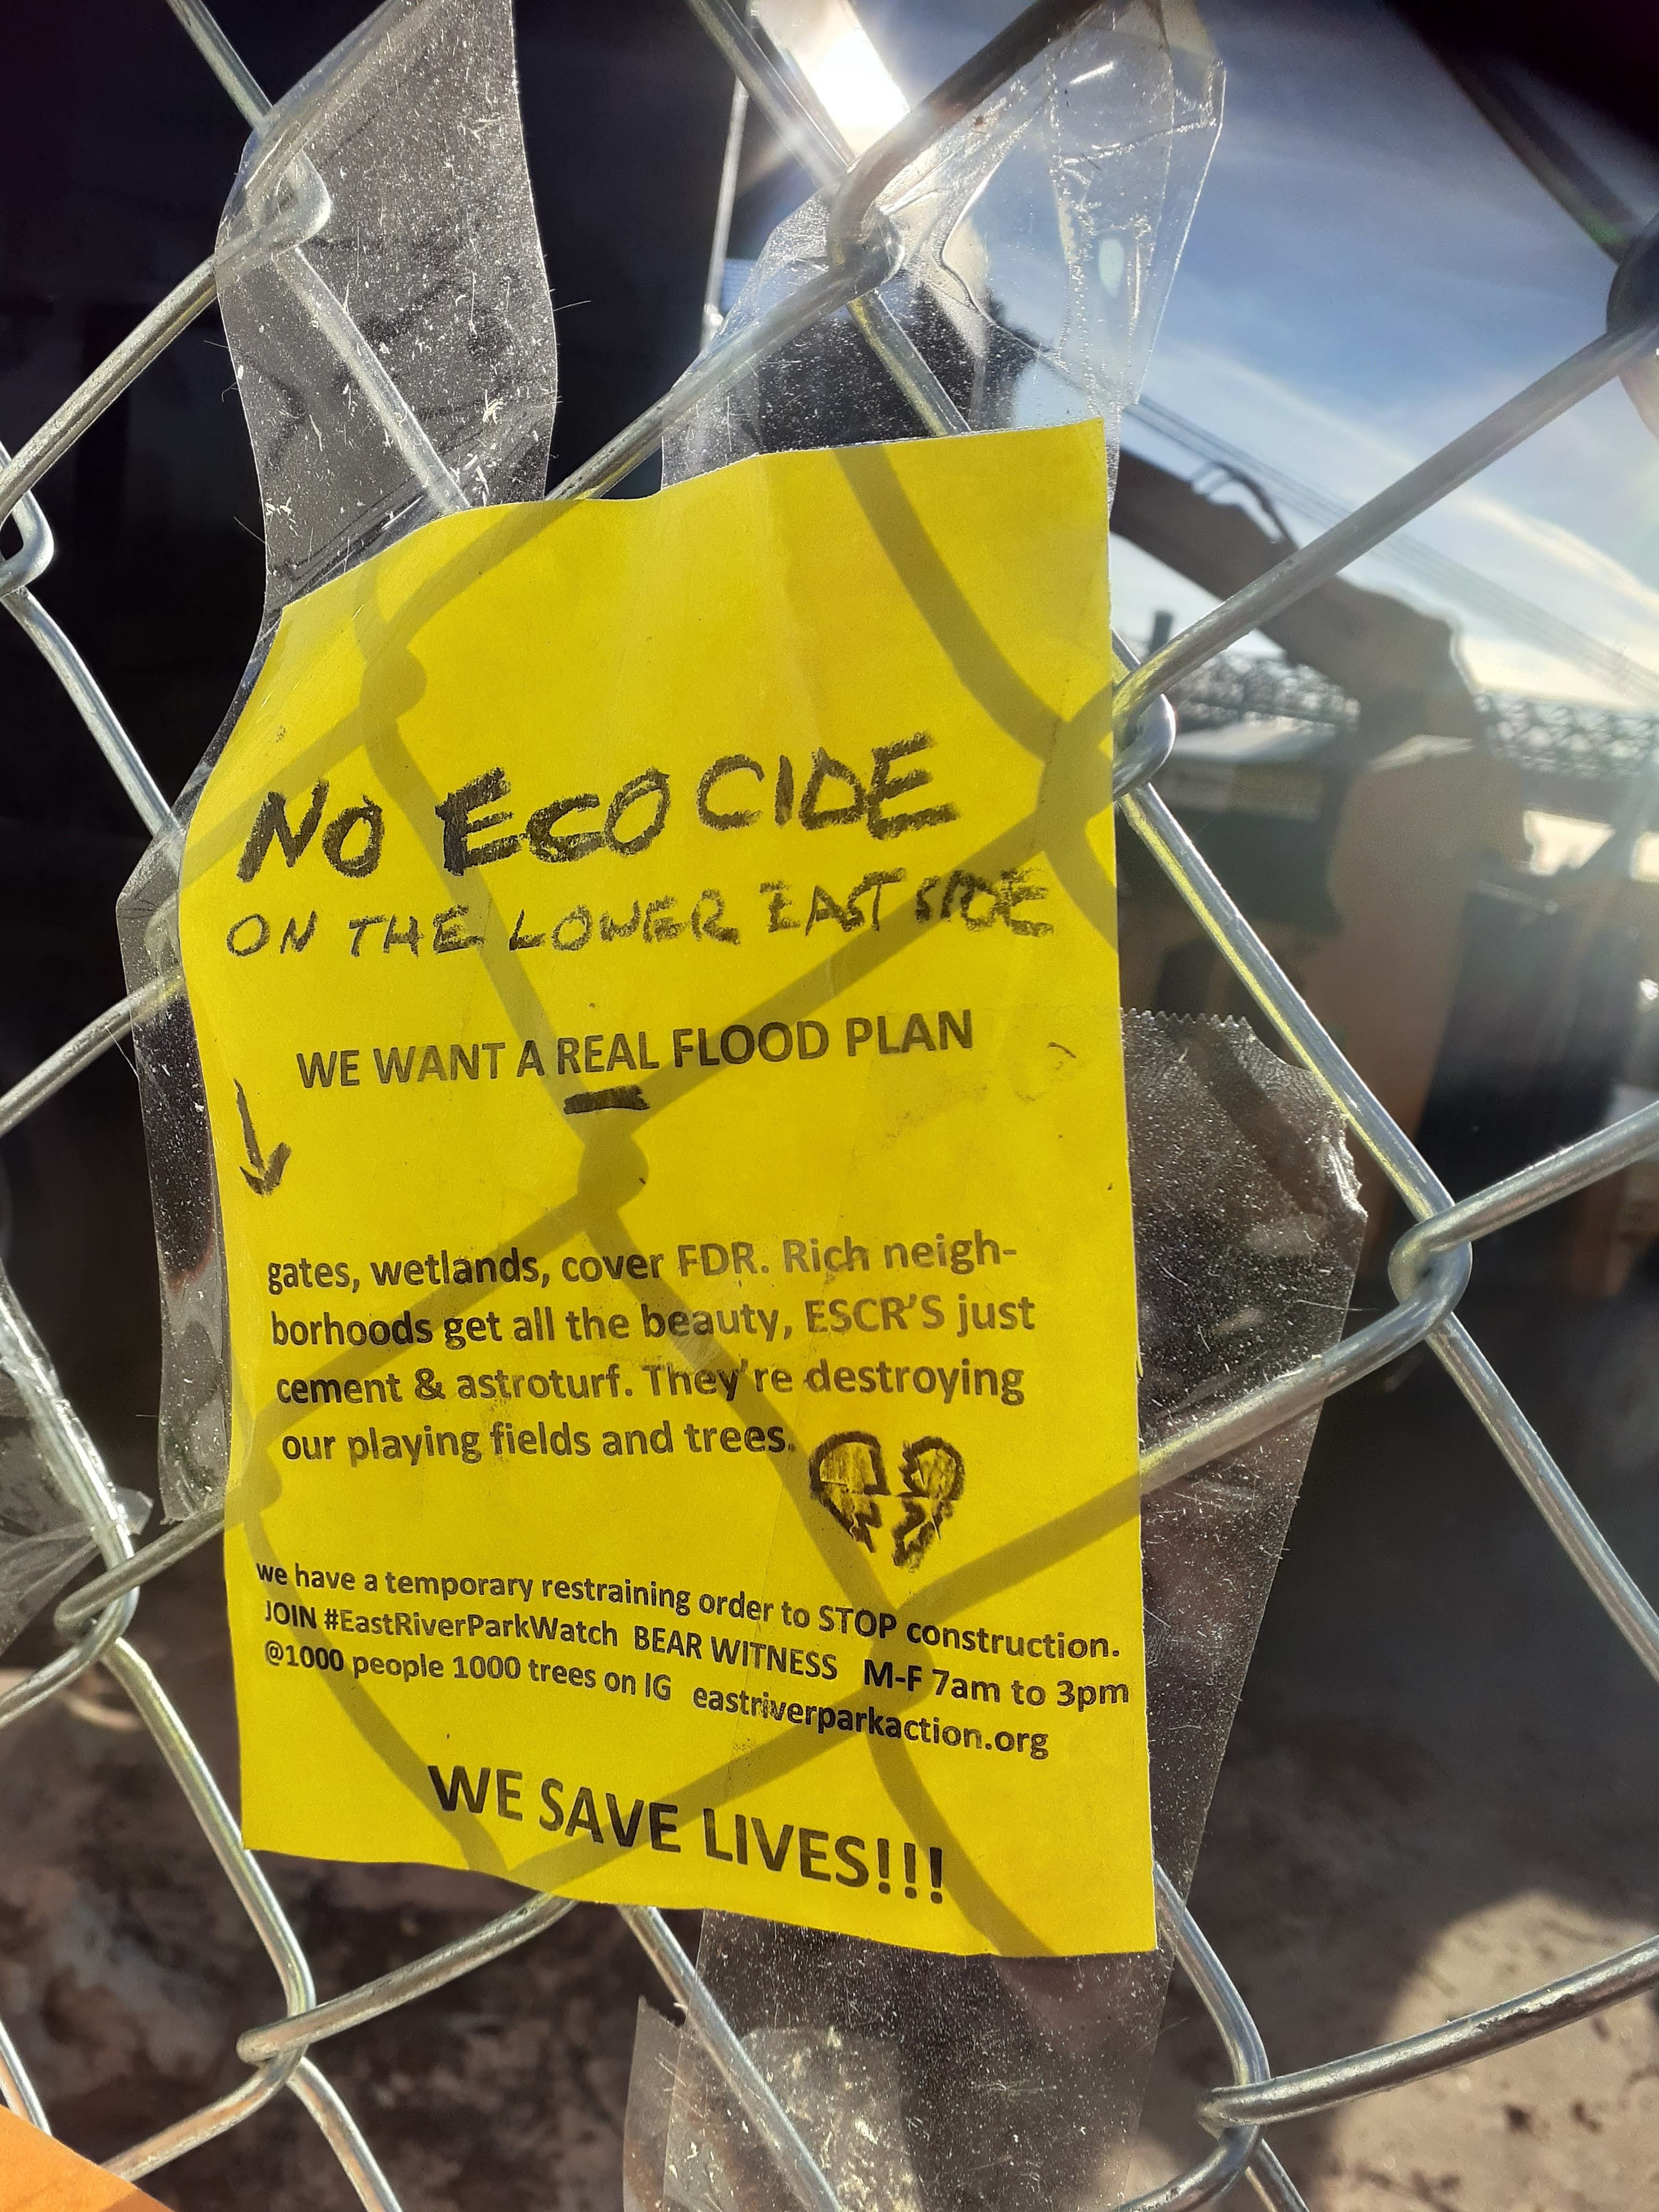 NO ECOCIDE
ON THE LOWER EAST SIDE
WE WANT A REAL FLOOD PLAN
gates, wetlands, cover FDR. Rich neigh-
borhoods get all the beauty, ESCR'S just
cement & astroturf. They're destroying
our playing fields and trees.
we have a temporary restraining order to STOP construction.
JOIN #EastRiverParkWatch BEAR WITNESS M-F 7am to 3pm
@1000 people 1000 trees on IG eastriverparkaction.org
WE SAVE LIVES!!!